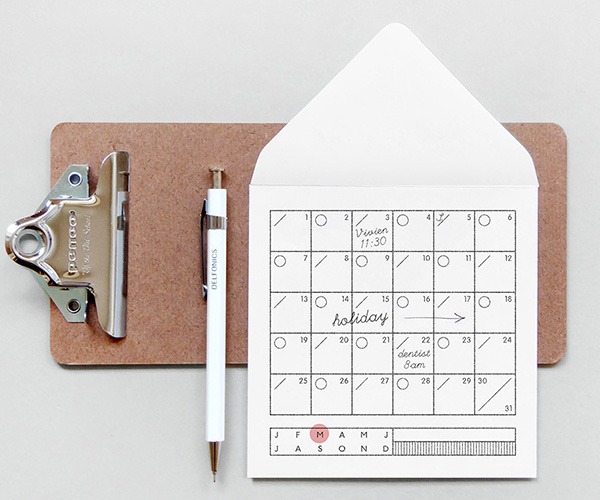 1 2 3 4 5 6
Vivien
11:30
7 8 9 10 11 12
13 14 15 16 17 18
holiday
19 20 21 22 23 24
dentist
8am
25 26 27 28 29 30
31
J F M A M J
J A S O N D
penco
DELFONICS